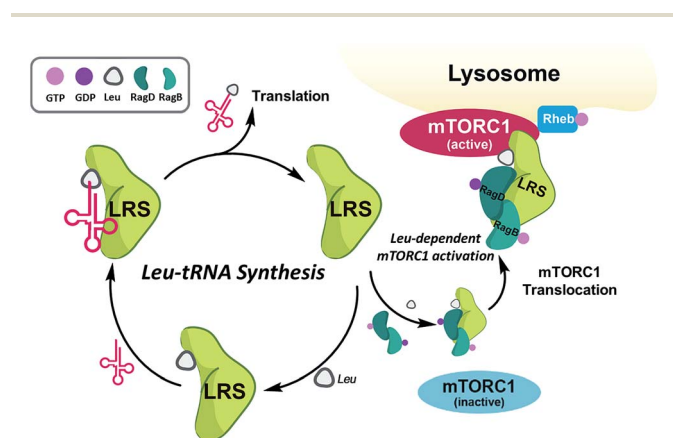 GTP GDP Leu RagD RagB
Translation
Lysosome
mTORC1
(active)
Rheb
LRS
RagD
RagB
LRS
LRS
Leu-tRNA Synthesis
Leu-dependent
mTORC1 activation
mTORC1
Translocation
LRS
Leu
mTORC1
(inactive)